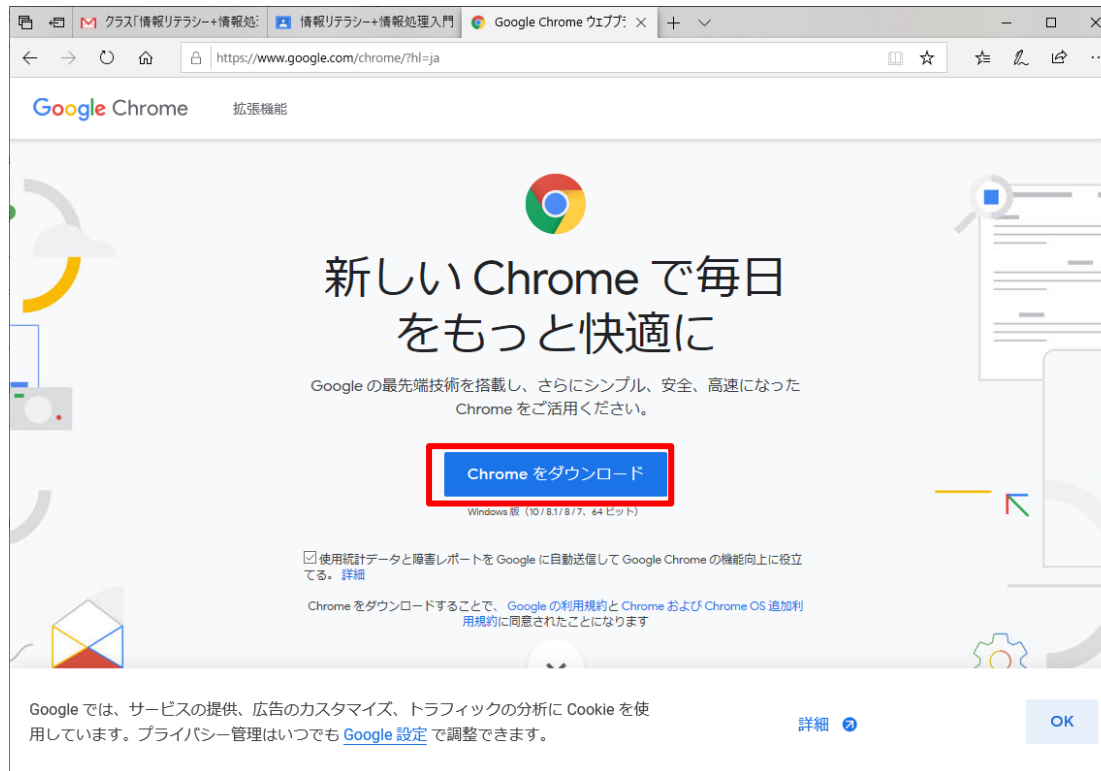 クラス「情報リテラシー+情報処
情報リテラシー+情報処理入門
Google Chrome ウェブブ
https://www.google.com/chrome/?hl=ja
Google Chrome
拡張機能
新しい Chrome で毎日
をもっと快適に
Google の最先端技術を搭載し、さらにシンプル、安全、高速になった
Chrome をご活用ください。
Chrome をダウンロード
Windows 版（10/8.1/8/7、64 ビット）
使用統計データと障害レポートを Google に自動送信して Google Chrome の機能向上に役立
てる。 詳細
Chrome をダウンロードすることで、 Google の利用規約と Chrome および Chrome OS 追加利
用規約に同意されたことになります
Google では、サービスの提供、広告のカスタマイズ、トラフィックの分析に Cookie を使
用しています。プライバシー管理はいつでも Google 設定 で調整できます。
詳細
OK